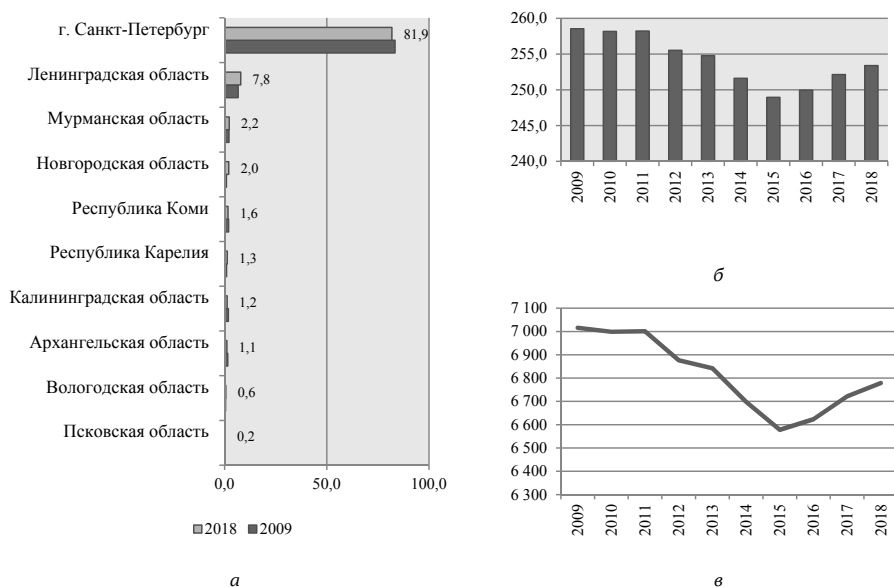 г. Санкт-Петербург
81,9
Ленинградская область
7,8
Мурманская область
2,2
Новгородская область
2,0
Республика Коми
1,6
Республика Карелия
1,3
Калининградская область
1,2
Архангельская область
1,1
Вологодская область
0,6
Псковская область
0,2
0,0 50,0 100,0
2018 2009
а
260,0
255,0
250,0
245,0
240,0
2009 2010 2011 2012 2013 2014 2015 2016 2017 2018
б
7 100
7 000
6 900
6 800
6 700
6 600
6 500
6 400
6 300
2009 2010 2011 2012 2013 2014 2015 2016 2017 2018
в